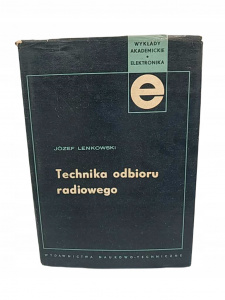 WYKŁADY
AKADEMICKIE
•
ELEKTRONIKA
e
JÓZEF LENKOWSKI
Technika odbioru
radiowego
WYDAWNICTWA NAUKOWO-TECHNICZNE